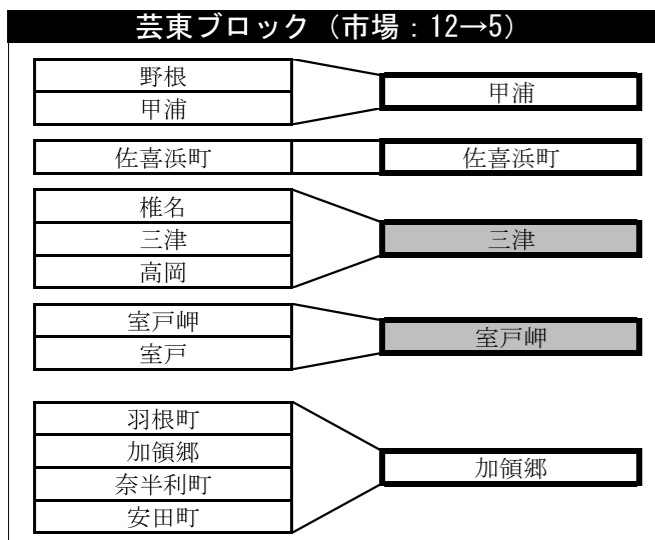 芸東ブロック（市場：12→5）
野根
甲浦
甲浦
佐喜浜町
佐喜浜町
椎名
三津
高岡
三津
室戸岬
室戸
室戸岬
羽根町
加領郷
奈半利町
安田町
加領郷